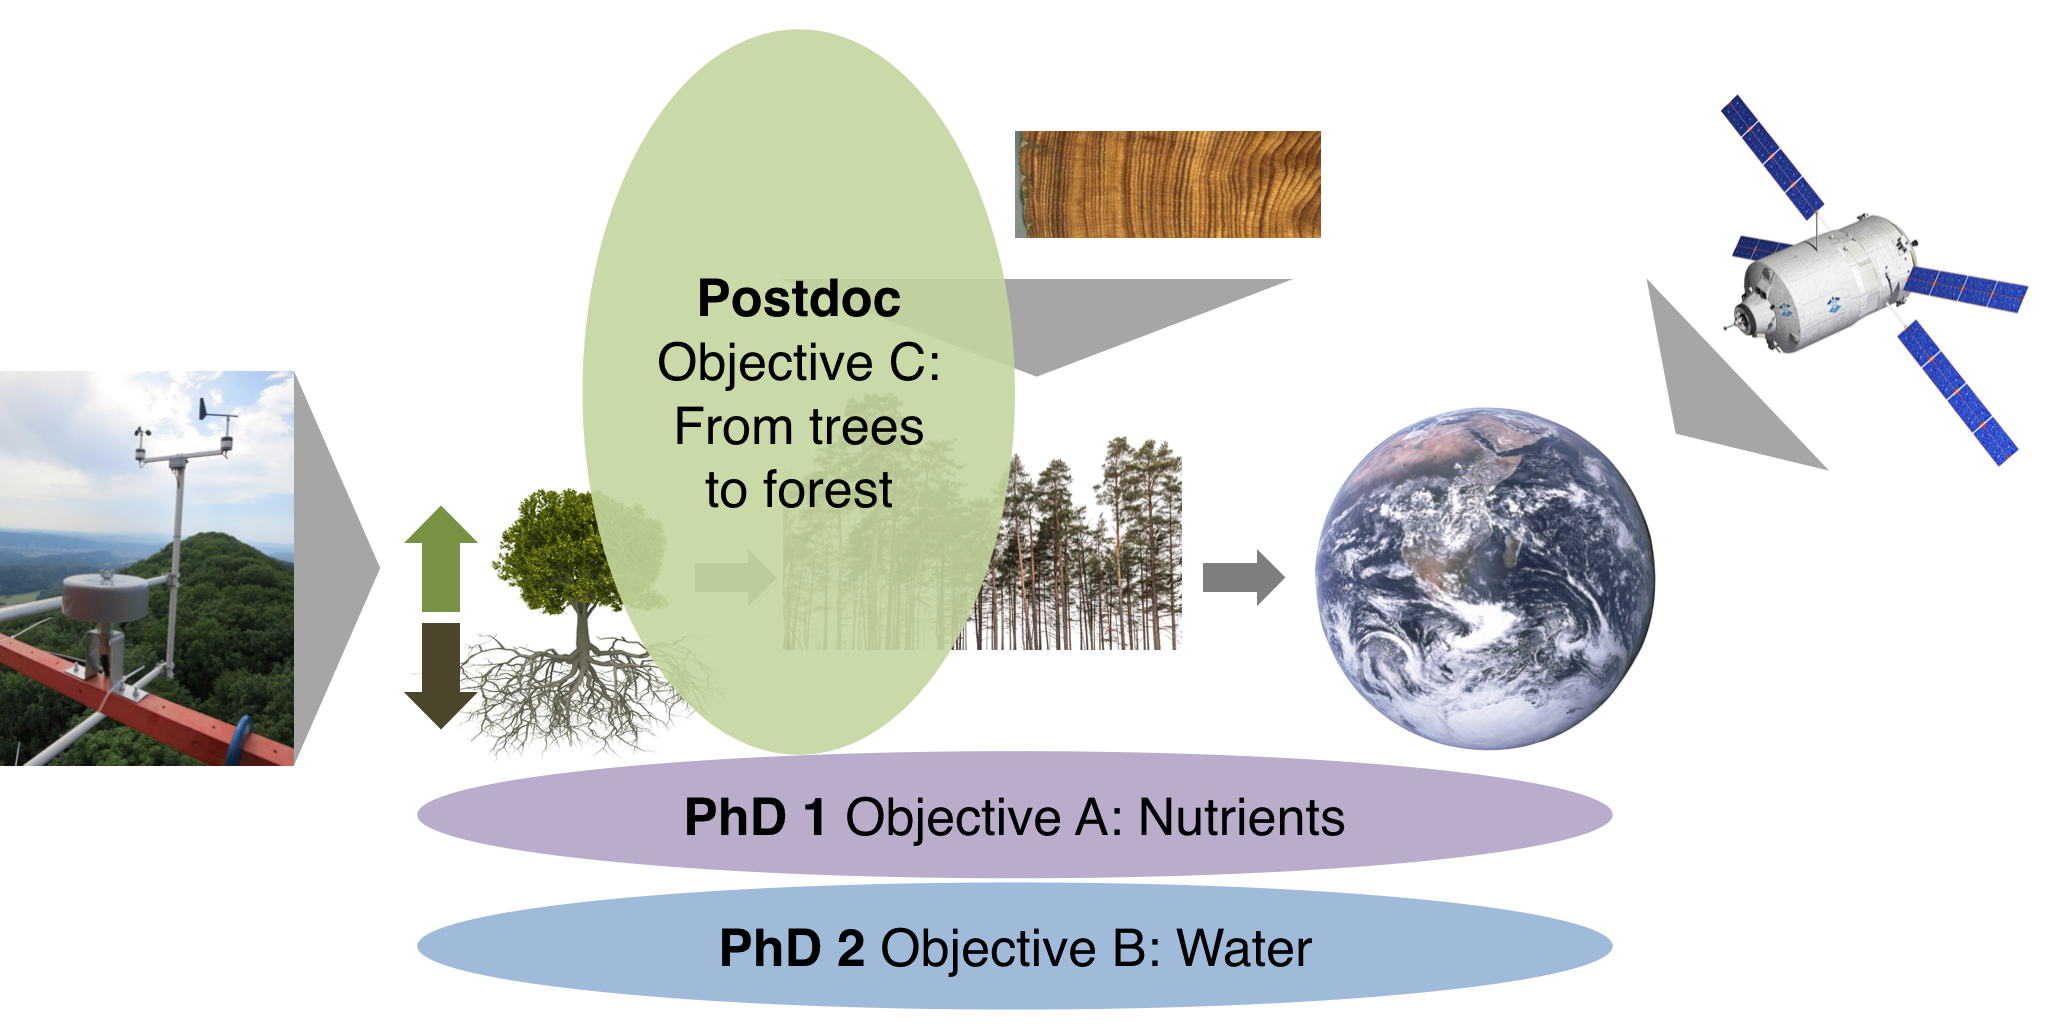 Postdoc
Objective C:
From trees
to forest
PhD 1 Objective A: Nutrients
PhD 2 Objective B: Water